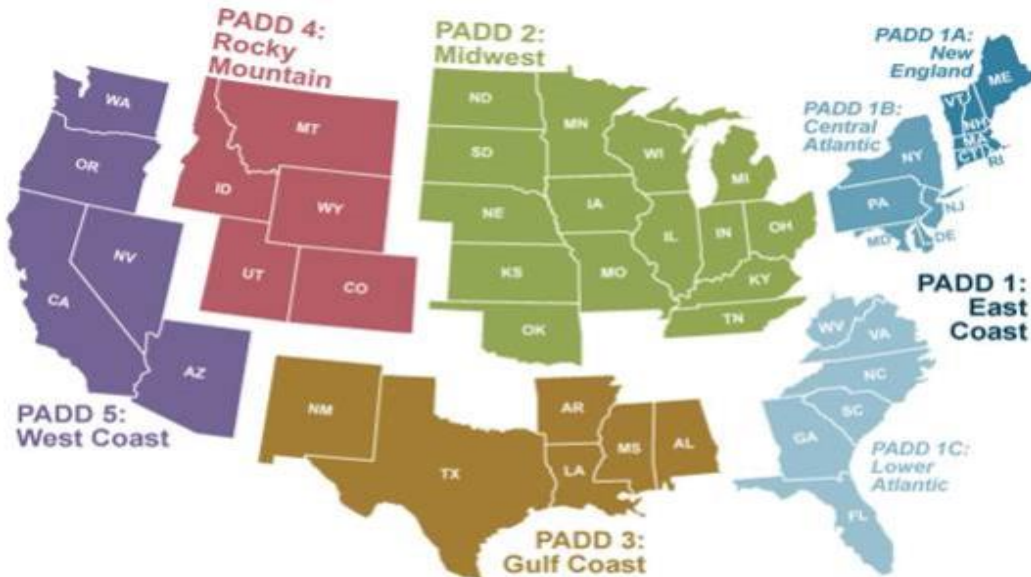 PADD 4:
Rocky
Mountain
PADD 2:
Midwest
PADD 1A:
New
England
PADD 1B:
Central
Atlantic
WA
OR
CA
NV
AZ
MT
ID
WY
UT
CO
ND
SD
NE
KS
OK
MN
IA
MO
WI
IL
MI
IN
OH
KY
TN
ME
VT
NH
MA
CT
RI
NY
PA
NJ
MD
DE
PADD 1:
East
Coast
WV
VA
NC
SC
GA
FL
PADD 1C:
Lower
Atlantic
PADD 5:
West Coast
NM
TX
AR
LA
MS
AL
PADD 3:
Gulf Coast